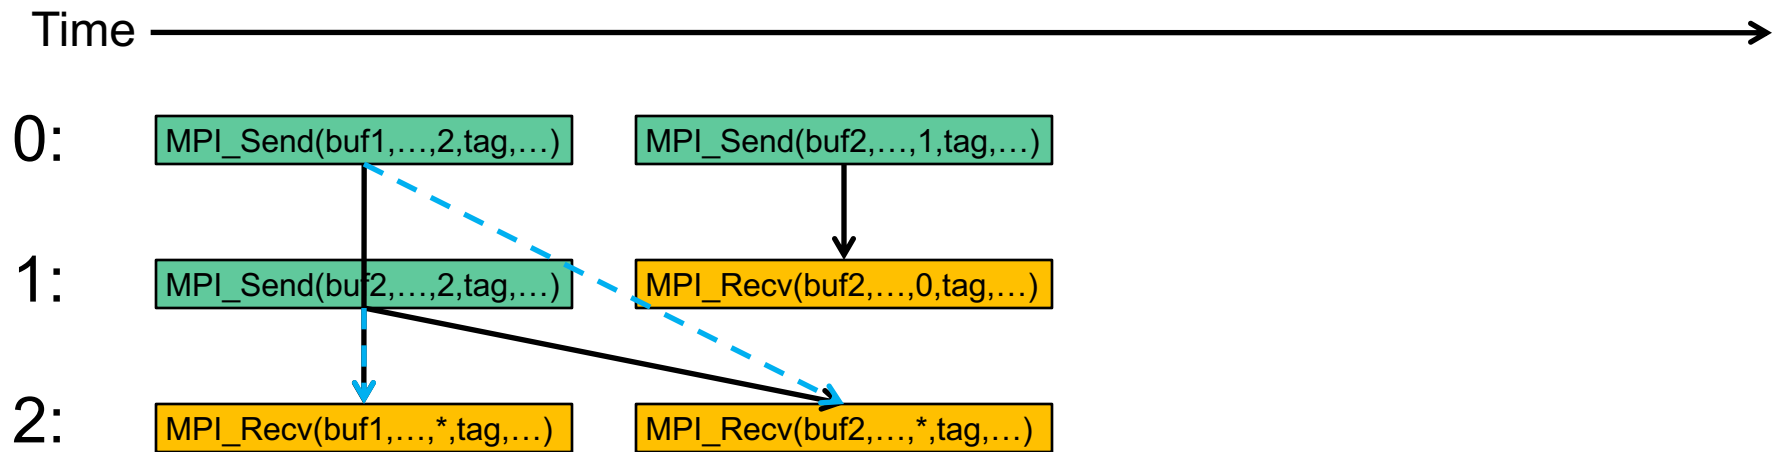 Time
0: MPI_Send(buf1,…,2,tag,…) MPI_Send(buf2,…,1,tag,…)
1: MPI_Send(buf2,…,2,tag,…) MPI_Recv(buf2,…,0,tag,…)
2: MPI_Recv(buf1,…,*,tag,…) MPI_Recv(buf2,…,*,tag,…)